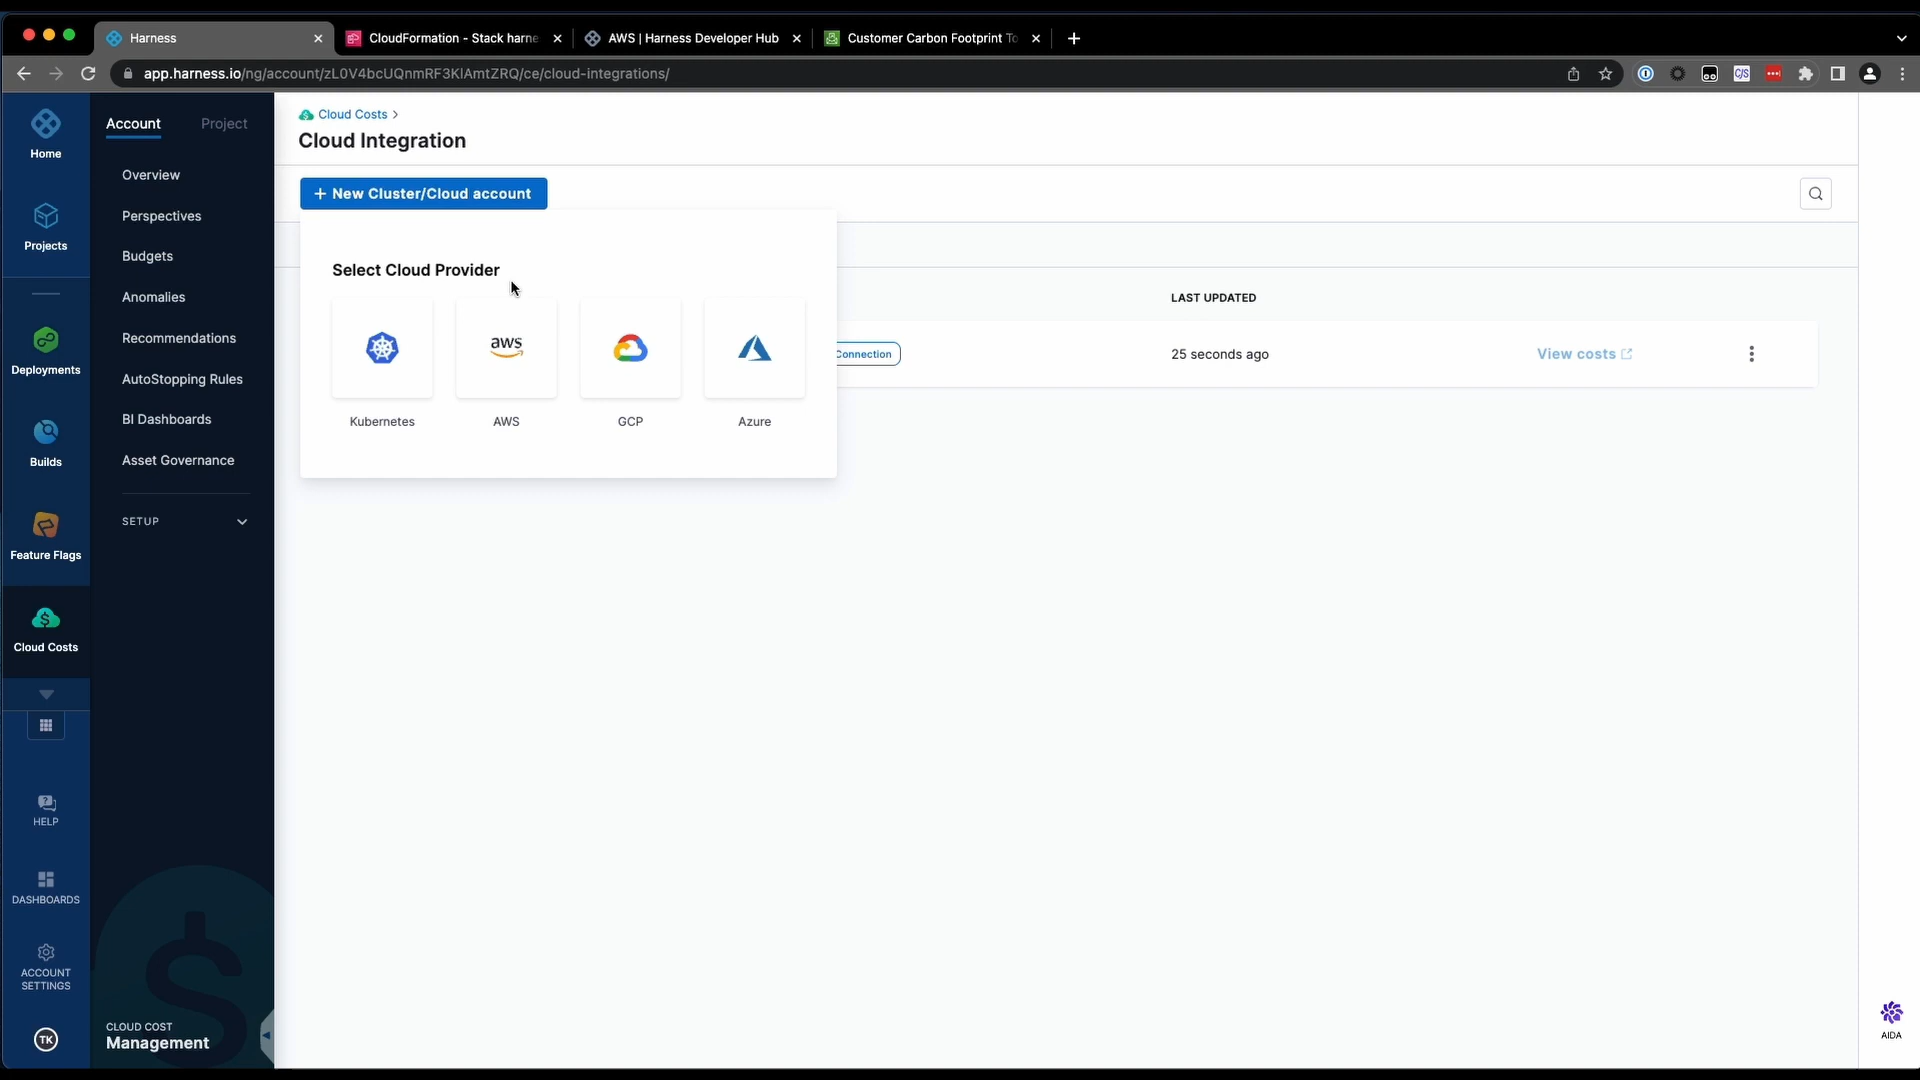 Harness
CloudFormation - Stack harne
AWS | Harness Developer Hub
Customer Carbon Footprint To
app.harness.io/ng/account/zL0V4bcUQnmRF3KlAmtZRQ/ce/cloud-integrations/
Home
Projects
Deployments
Builds
Feature Flags
Cloud Costs
HELP
DASHBOARDS
ACCOUNT
SETTINGS
TK
Account
Project
Overview
Perspectives
Budgets
Anomalies
Recommendations
AutoStopping Rules
BI Dashboards
Asset Governance
SETUP
CLOUD COST
Management
Cloud Costs >
Cloud Integration
+ New Cluster/Cloud account
Select Cloud Provider
aws
Kubernetes
AWS
GCP
Azure
LAST UPDATED
Connection
25 seconds ago
View costs
AIDA